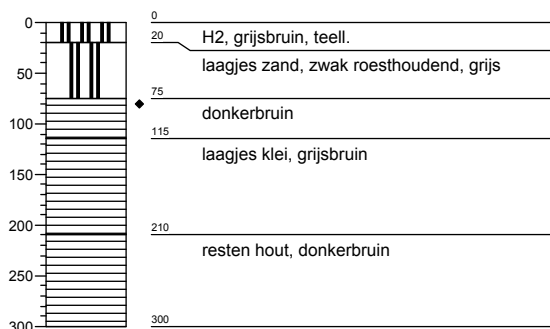 0
0
20
H2, grijsbruin, teell.
laagjes zand, zwak roesthoudend, grijs
50
75
donkerbruin
100
115
laagjes klei, grijsbruin
150
200
210
resten hout, donkerbruin
250
300
300